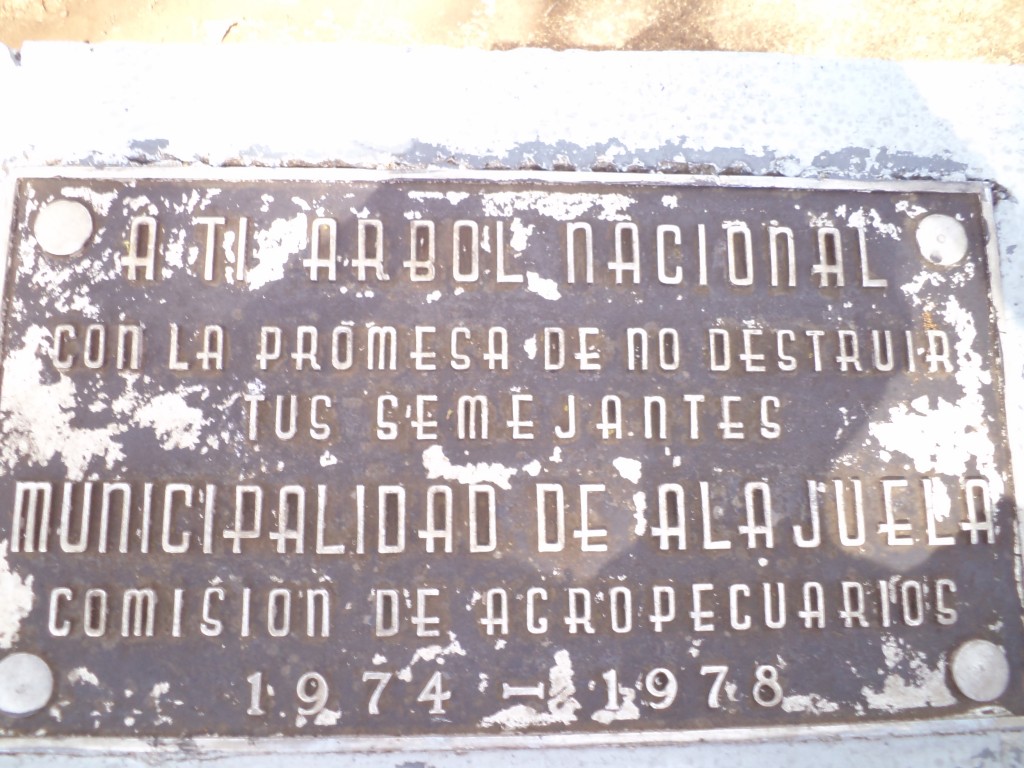 A TI ARBOL NACIONAL
CON LA PROMESA DE NO DESTRUIR
TUS SEMEJANTES
MUNICIPALIDAD DE ALAJUELA
COMISION DE AGROPECUARIOS
1974 - 1978